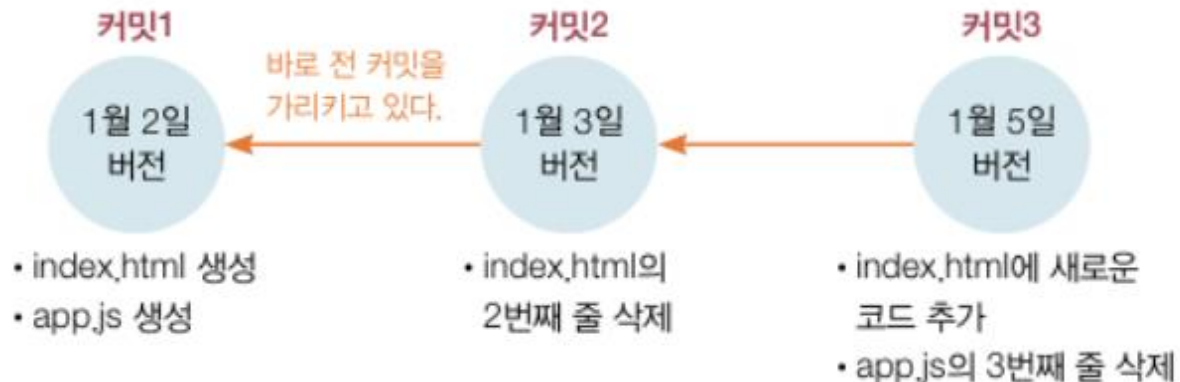 커밋1
커밋2
커밋3
바로 전 커밋을
가리키고 있다.
1월 2일
버전
1월 3일
버전
1월 5일
버전
• index.html 생성
• app.js 생성
• index.html의
2번째 줄 삭제
• index.html에 새로운
코드 추가
• app.js의 3번째 줄 삭제